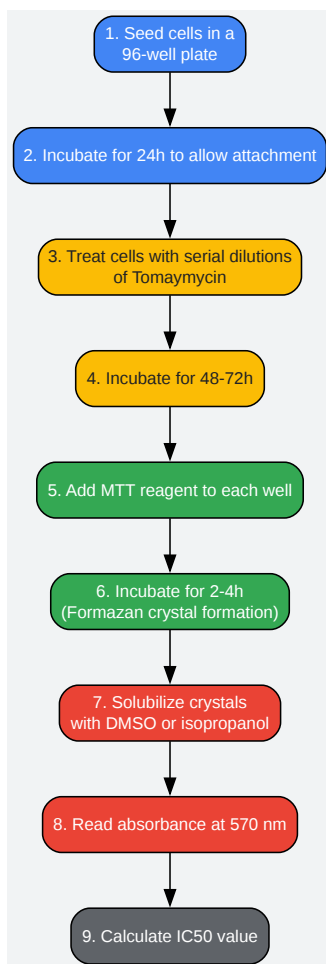 1. Seed cells in a
96-well plate
2. Incubate for 24h to allow attachment
3. Treat cells with serial dilutions
of Tomaymycin
4. Incubate for 48-72h
5. Add MTT reagent to each well
6. Incubate for 2-4h
(Formazan crystal formation)
7. Solubilize crystals
with DMSO or isopropanol
8. Read absorbance at 570 nm
9. Calculate IC50 value